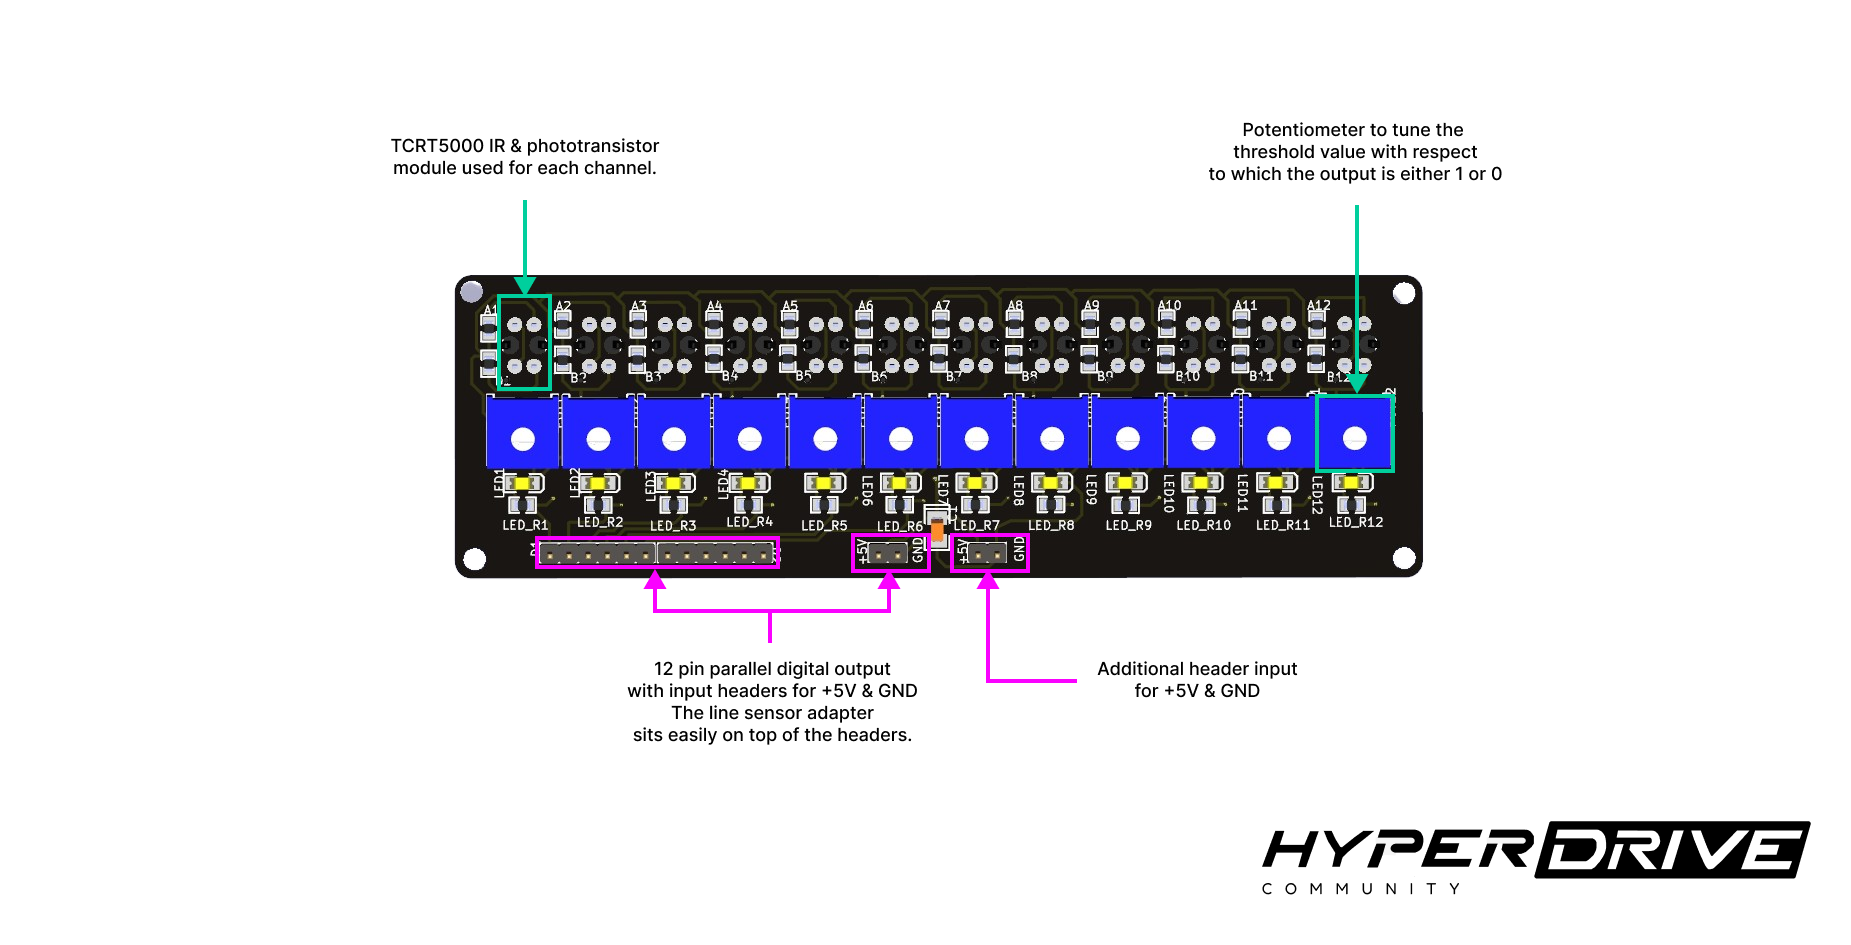 TCRT5000 IR & phototransistor
module used for each channel.
Potentiometer to tune the
threshold value with respect
to which the output is either 1 or 0
A1 A2 A3 A4 A5 A6 A7 A8 A9 A10 A11 A12
B2 B3 B4 B5 B6 B7 B8 B9 B10 B11 B12
LED1 LED2 LED3 LED4 LED6 LED7 LED8 LED9 LED10 LED11 LED12
LED_R1 LED_R2 LED_R3 LED_R4 LED_R5 LED_R6 LED_R7 LED_R8 LED_R9 LED_R10 LED_R11 LED_R12
+5V GND +5V GND
12 pin parallel digital output
with input headers for +5V & GND
The line sensor adapter
sits easily on top of the headers.
Additional header input
for +5V & GND
HYPERDRIVE
COMMUNITY